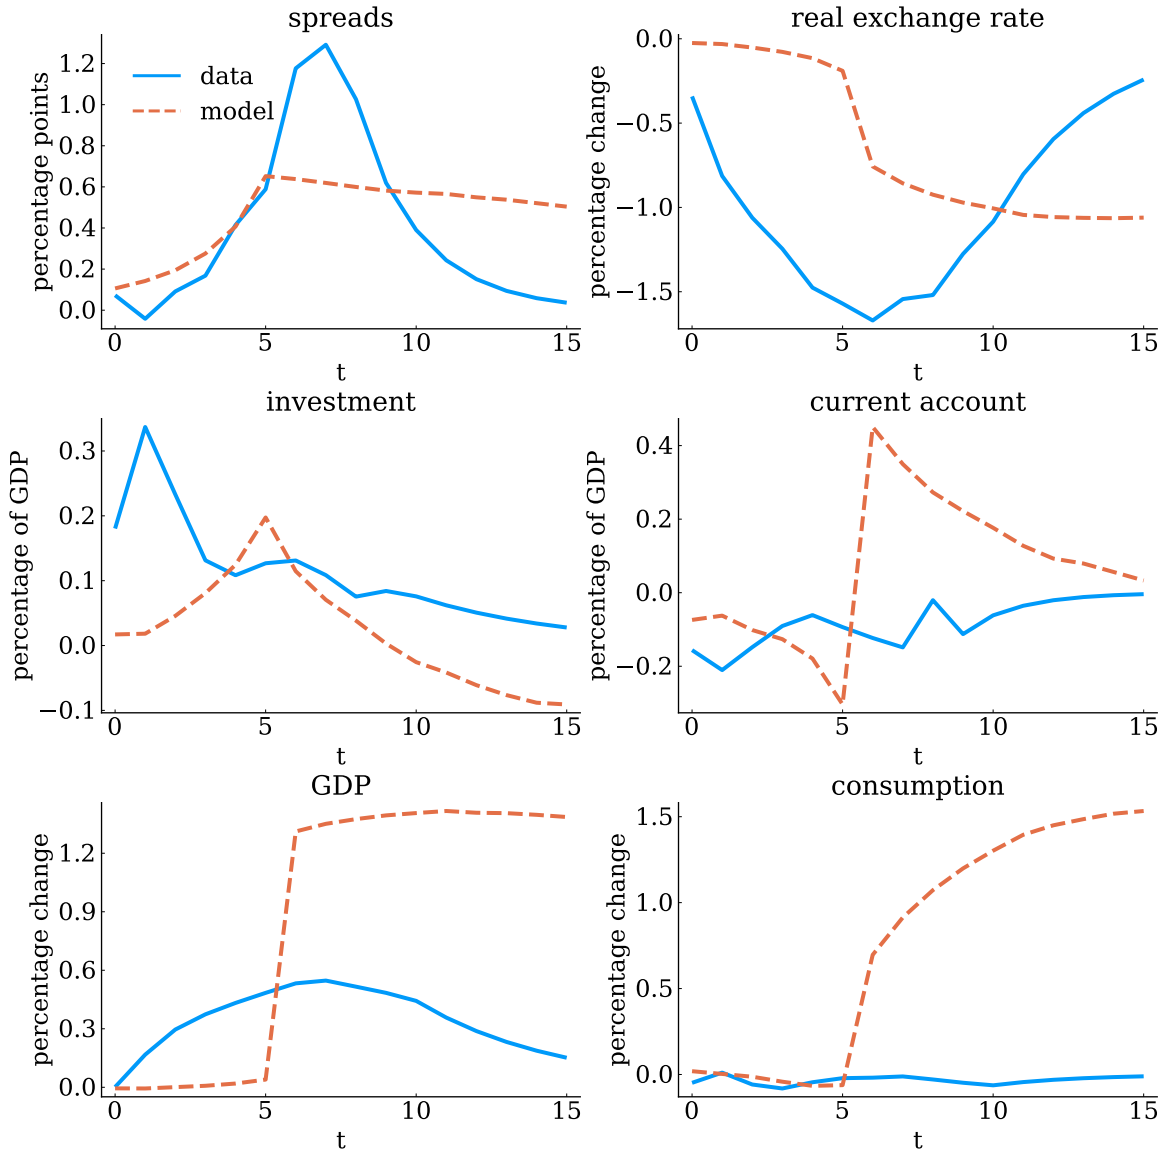 spreads
percentage points
1.2
1.0
0.8
0.6
0.4
0.2
0.0
data
model
0
5
10
15
t
real exchange rate
percentage change
0.0
−0.5
−1.0
−1.5
0
5
10
15
t
investment
percentage of GDP
0.3
0.2
0.1
0.0
−0.1
0
5
10
15
t
current account
percentage of GDP
0.4
0.2
0.0
−0.2
0
5
10
15
t
GDP
percentage change
1.2
0.9
0.6
0.3
0.0
0
5
10
15
t
consumption
percentage change
1.5
1.0
0.5
0.0
0
5
10
15
t